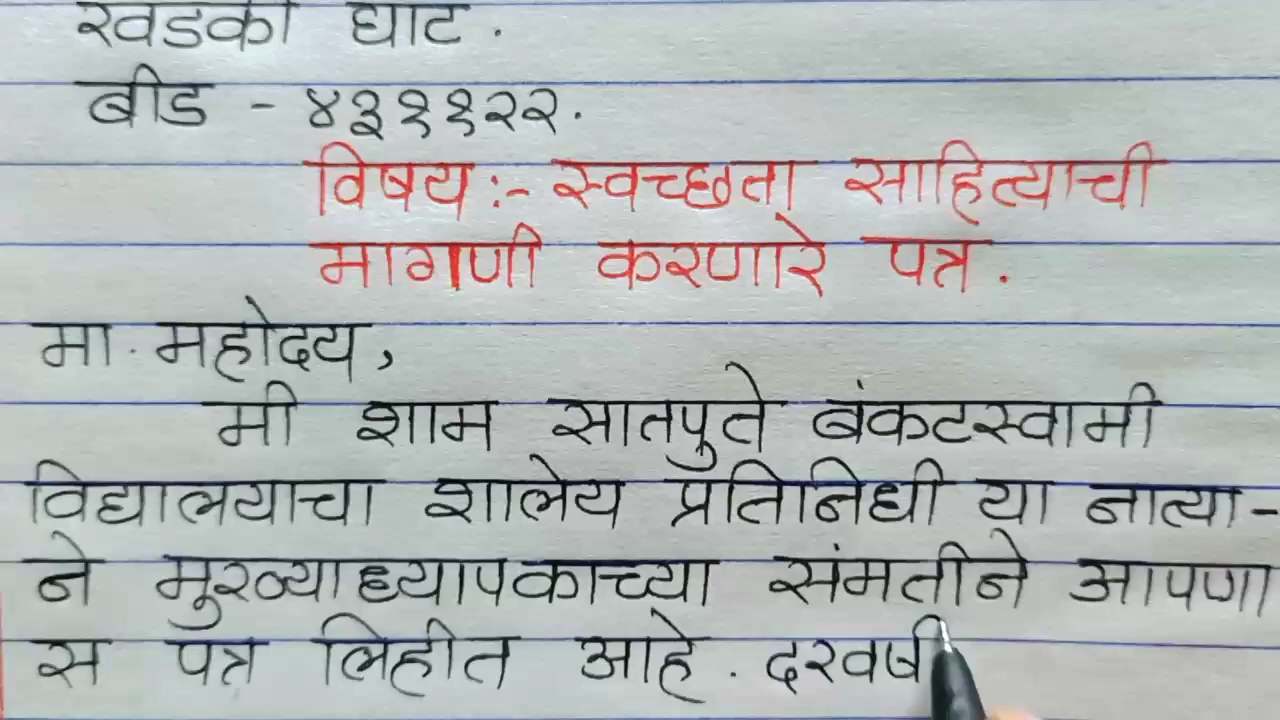 खडकी घाट.
बीड - ४३११२२.
विषय:- स्वच्छता साहित्याची
मागणी करणारे पत्र.
मा. महोदय,
मी शाम सातपुते बंकटस्वामी
विद्यालयाचा शालेय प्रतिनिधी या नात्या-
ने मुख्याध्यापकाच्या संमतीने आपणा
स पत्र लिहीत आहे. दरवर्षी